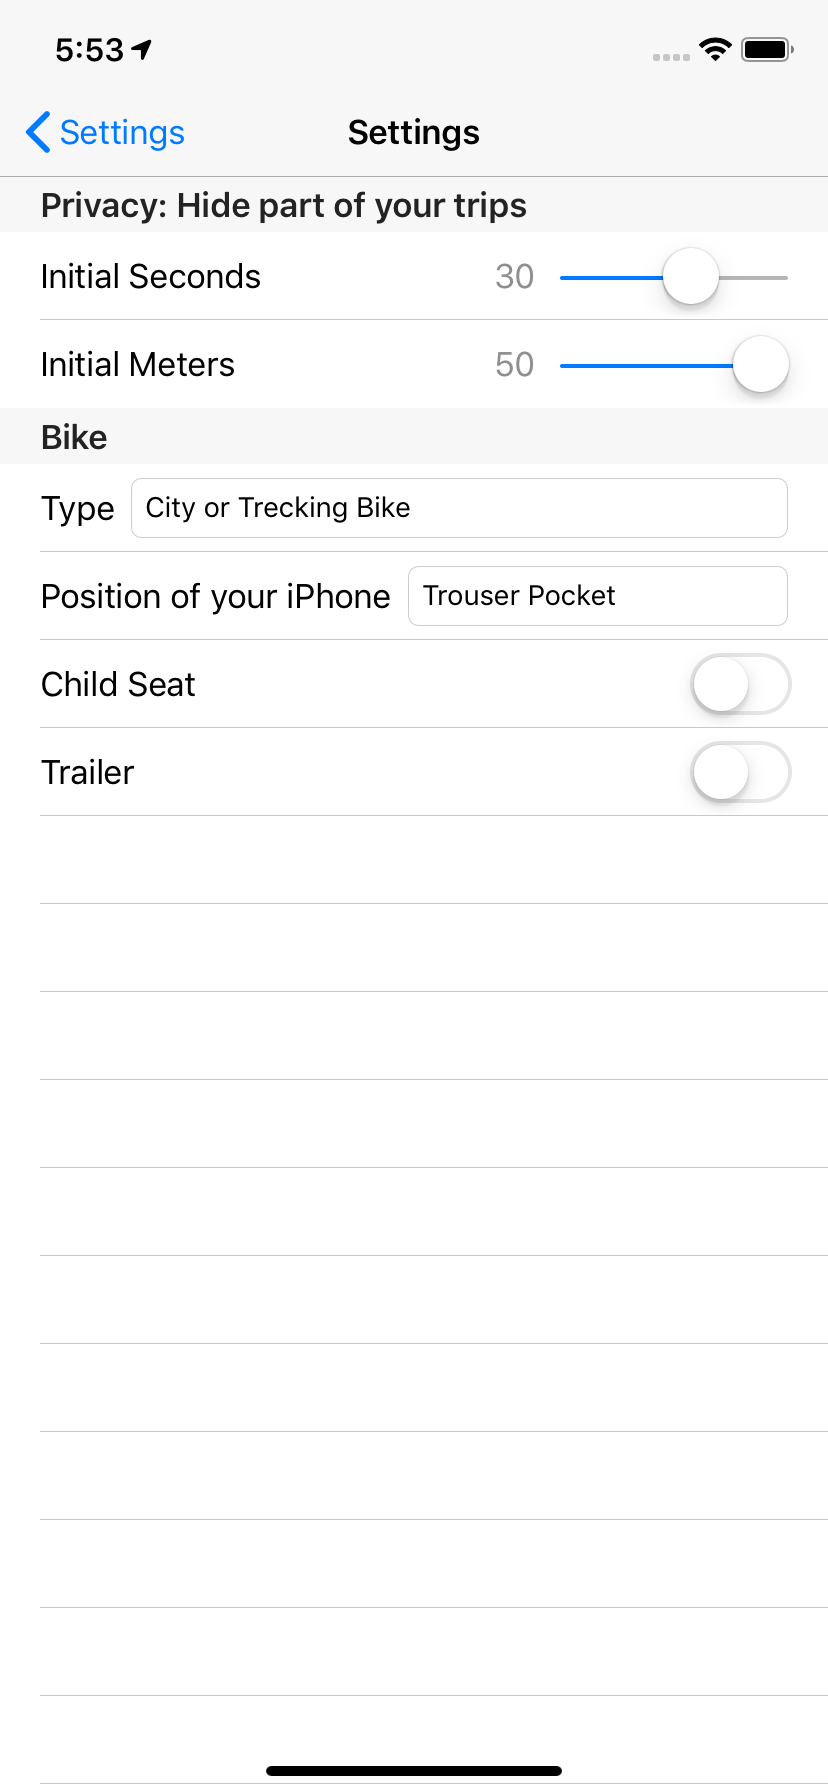 5:53
Settings
Settings
Privacy: Hide part of your trips
Initial Seconds 30
Initial Meters 50
Bike
Type City or Trecking Bike
Position of your iPhone Trouser Pocket
Child Seat
Trailer